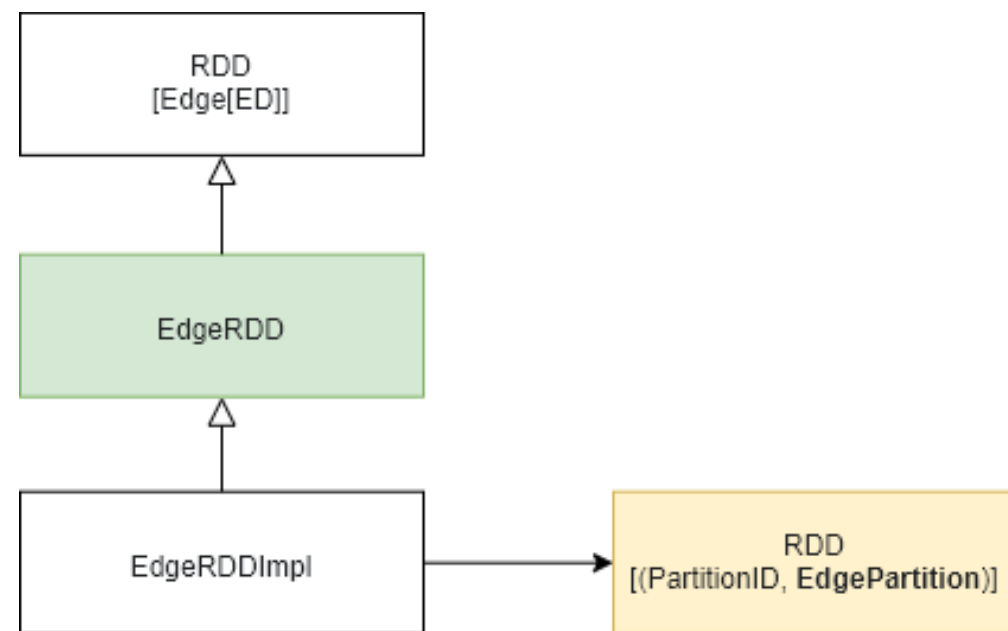 RDD
[Edge[ED]]
EdgeRDD
EdgeRDDImpl
RDD
[(PartitionID, EdgePartition)]